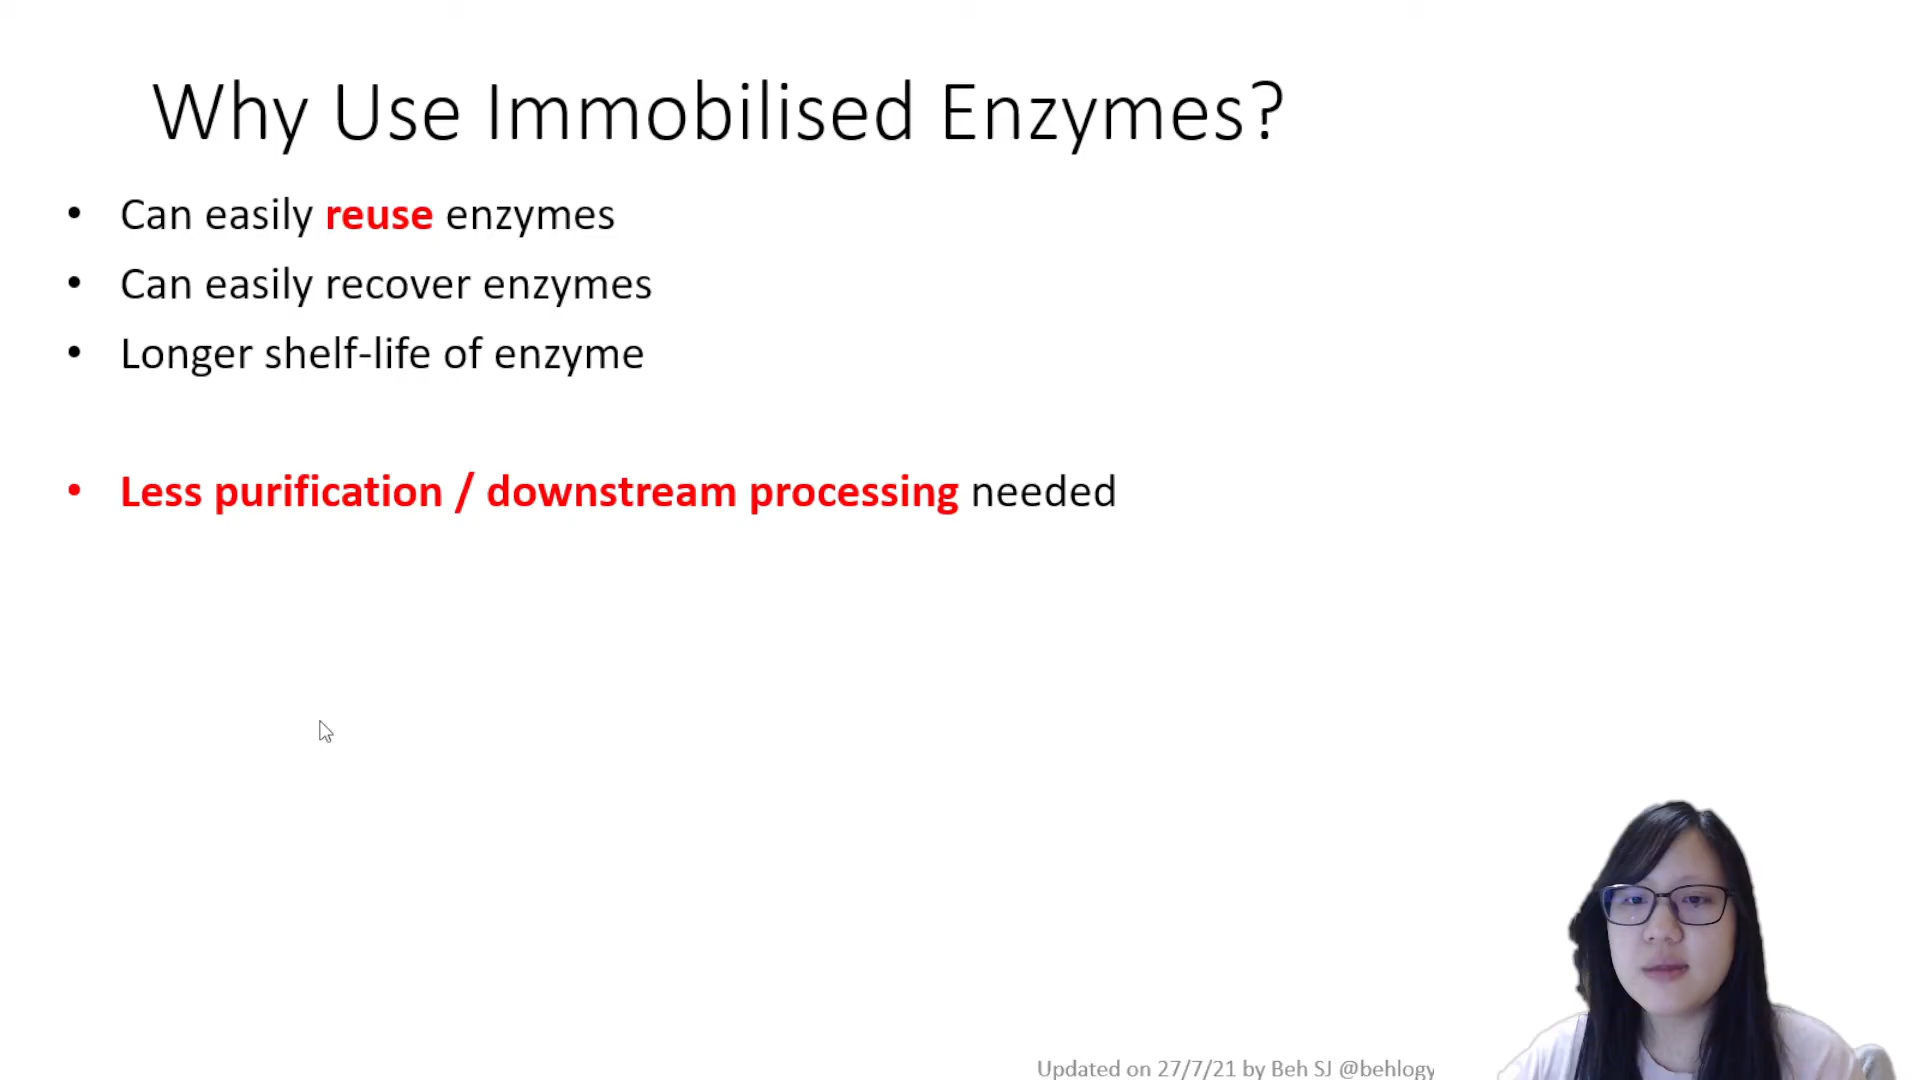 Why Use Immobilised Enzymes?
• Can easily reuse enzymes
• Can easily recover enzymes
• Longer shelf-life of enzyme
• Less purification / downstream processing needed
Updated on 27/7/21 by Beh SJ @behlogy